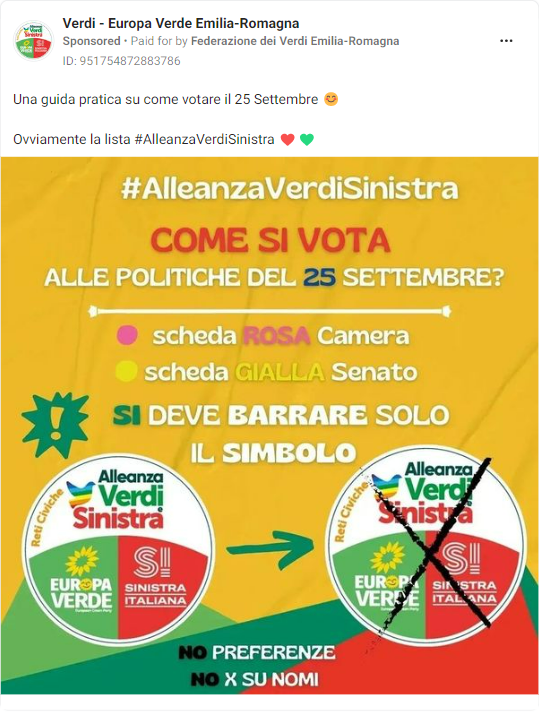 Verdi - Europa Verde Emilia-Romagna
Sponsored • Paid for by Federazione dei Verdi Emilia-Romagna
ID: 951754872883786
Una guida pratica su come votare il 25 Settembre 😊
Ovviamente la lista #AlleanzaVerdiSinistra ❤️ 💚
#AlleanzaVerdiSinistra
COME SI VOTA
ALLE POLITICHE DEL 25 SETTEMBRE?
scheda ROSA Camera
scheda GIALLA Senato
!
SI DEVE BARRARE SOLO
IL SIMBOLO
Reti Civiche
Alleanza
Verdi
e
Sinistra
EUROPA
VERDE
European Green Party
SI
SINISTRA
ITALIANA
Reti Civiche
Alleanza
Verdi
e
Sinistra
EUROPA
VERDE
SI
SINISTRA
ITALIANA
NO PREFERENZE
NO X SU NOMI